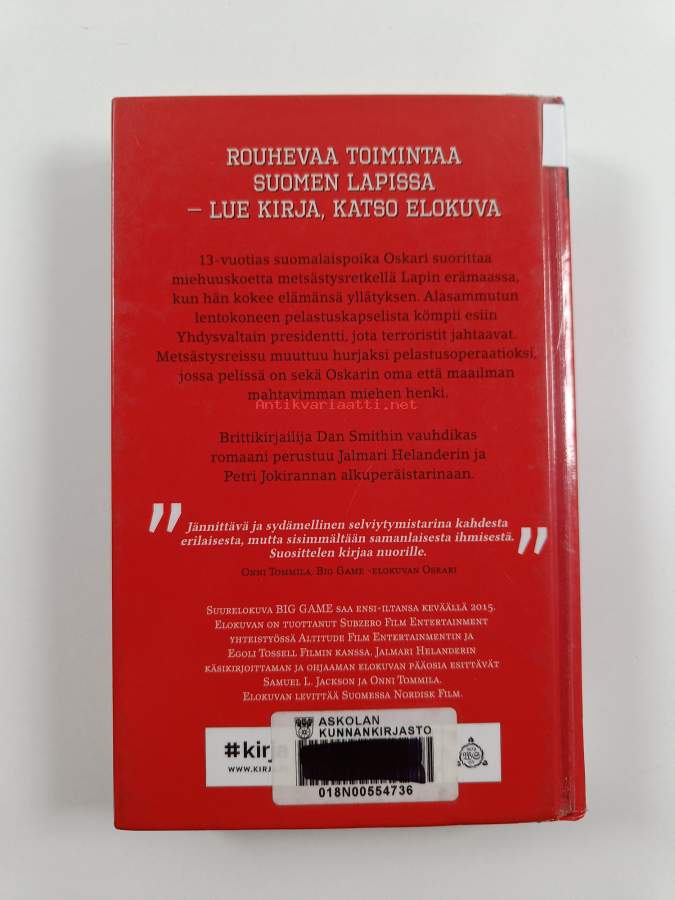 ROUHEVAA TOIMINTAA
SUOMEN LAPISSA
– LUE KIRJA, KATSO ELOKUVA
13-vuotias suomalaispoika Oskari suorittaa
miehuuskoetta metsästysretkellä Lapin erämaassa,
kun hän kokee elämänsä yllätyksen. Alasammutun
lentokoneen pelastuskapselista kömpii esiin
Yhdysvaltain presidentti, jota terroristit jahtaavat.
Metsästysreissu muuttuu hurjaksi pelastusoperaatioksi,
jossa pelissä on sekä Oskarin oma että maailman
mahtavimman miehen henki.
Antikvariaatti.net
Brittikirjailija Dan Smithin vauhdikas
romaani perustuu Jalmari Helanderin ja
Petri Jokirannan alkuperäistarinaan.
" Jännittävä ja sydämellinen selviytymistarina kahdesta
erilaisesta, mutta sisimmältään samanlaisesta ihmisestä.
Suosittelen kirjaa nuorille. "
Onni Tommila, Big Game -elokuvan Oskari
Suurelokuva BIG GAME saa ensi-iltansa keväällä 2015.
Elokuvan on tuottanut Subzero Film Entertainment
yhteistyössä Altitude Film Entertainmentin ja
Egoli Tossell Filmin kanssa. Jalmari Helanderin
käsikirjoittaman ja ohjaaman elokuvan pääosia esittävät
Samuel L. Jackson ja Onni Tommila.
Elokuvan levittää Suomessa Nordisk Film.
#kirja
WWW.KIRJA
ASKOLAN
KUNNANKIRJASTO
018N00554736